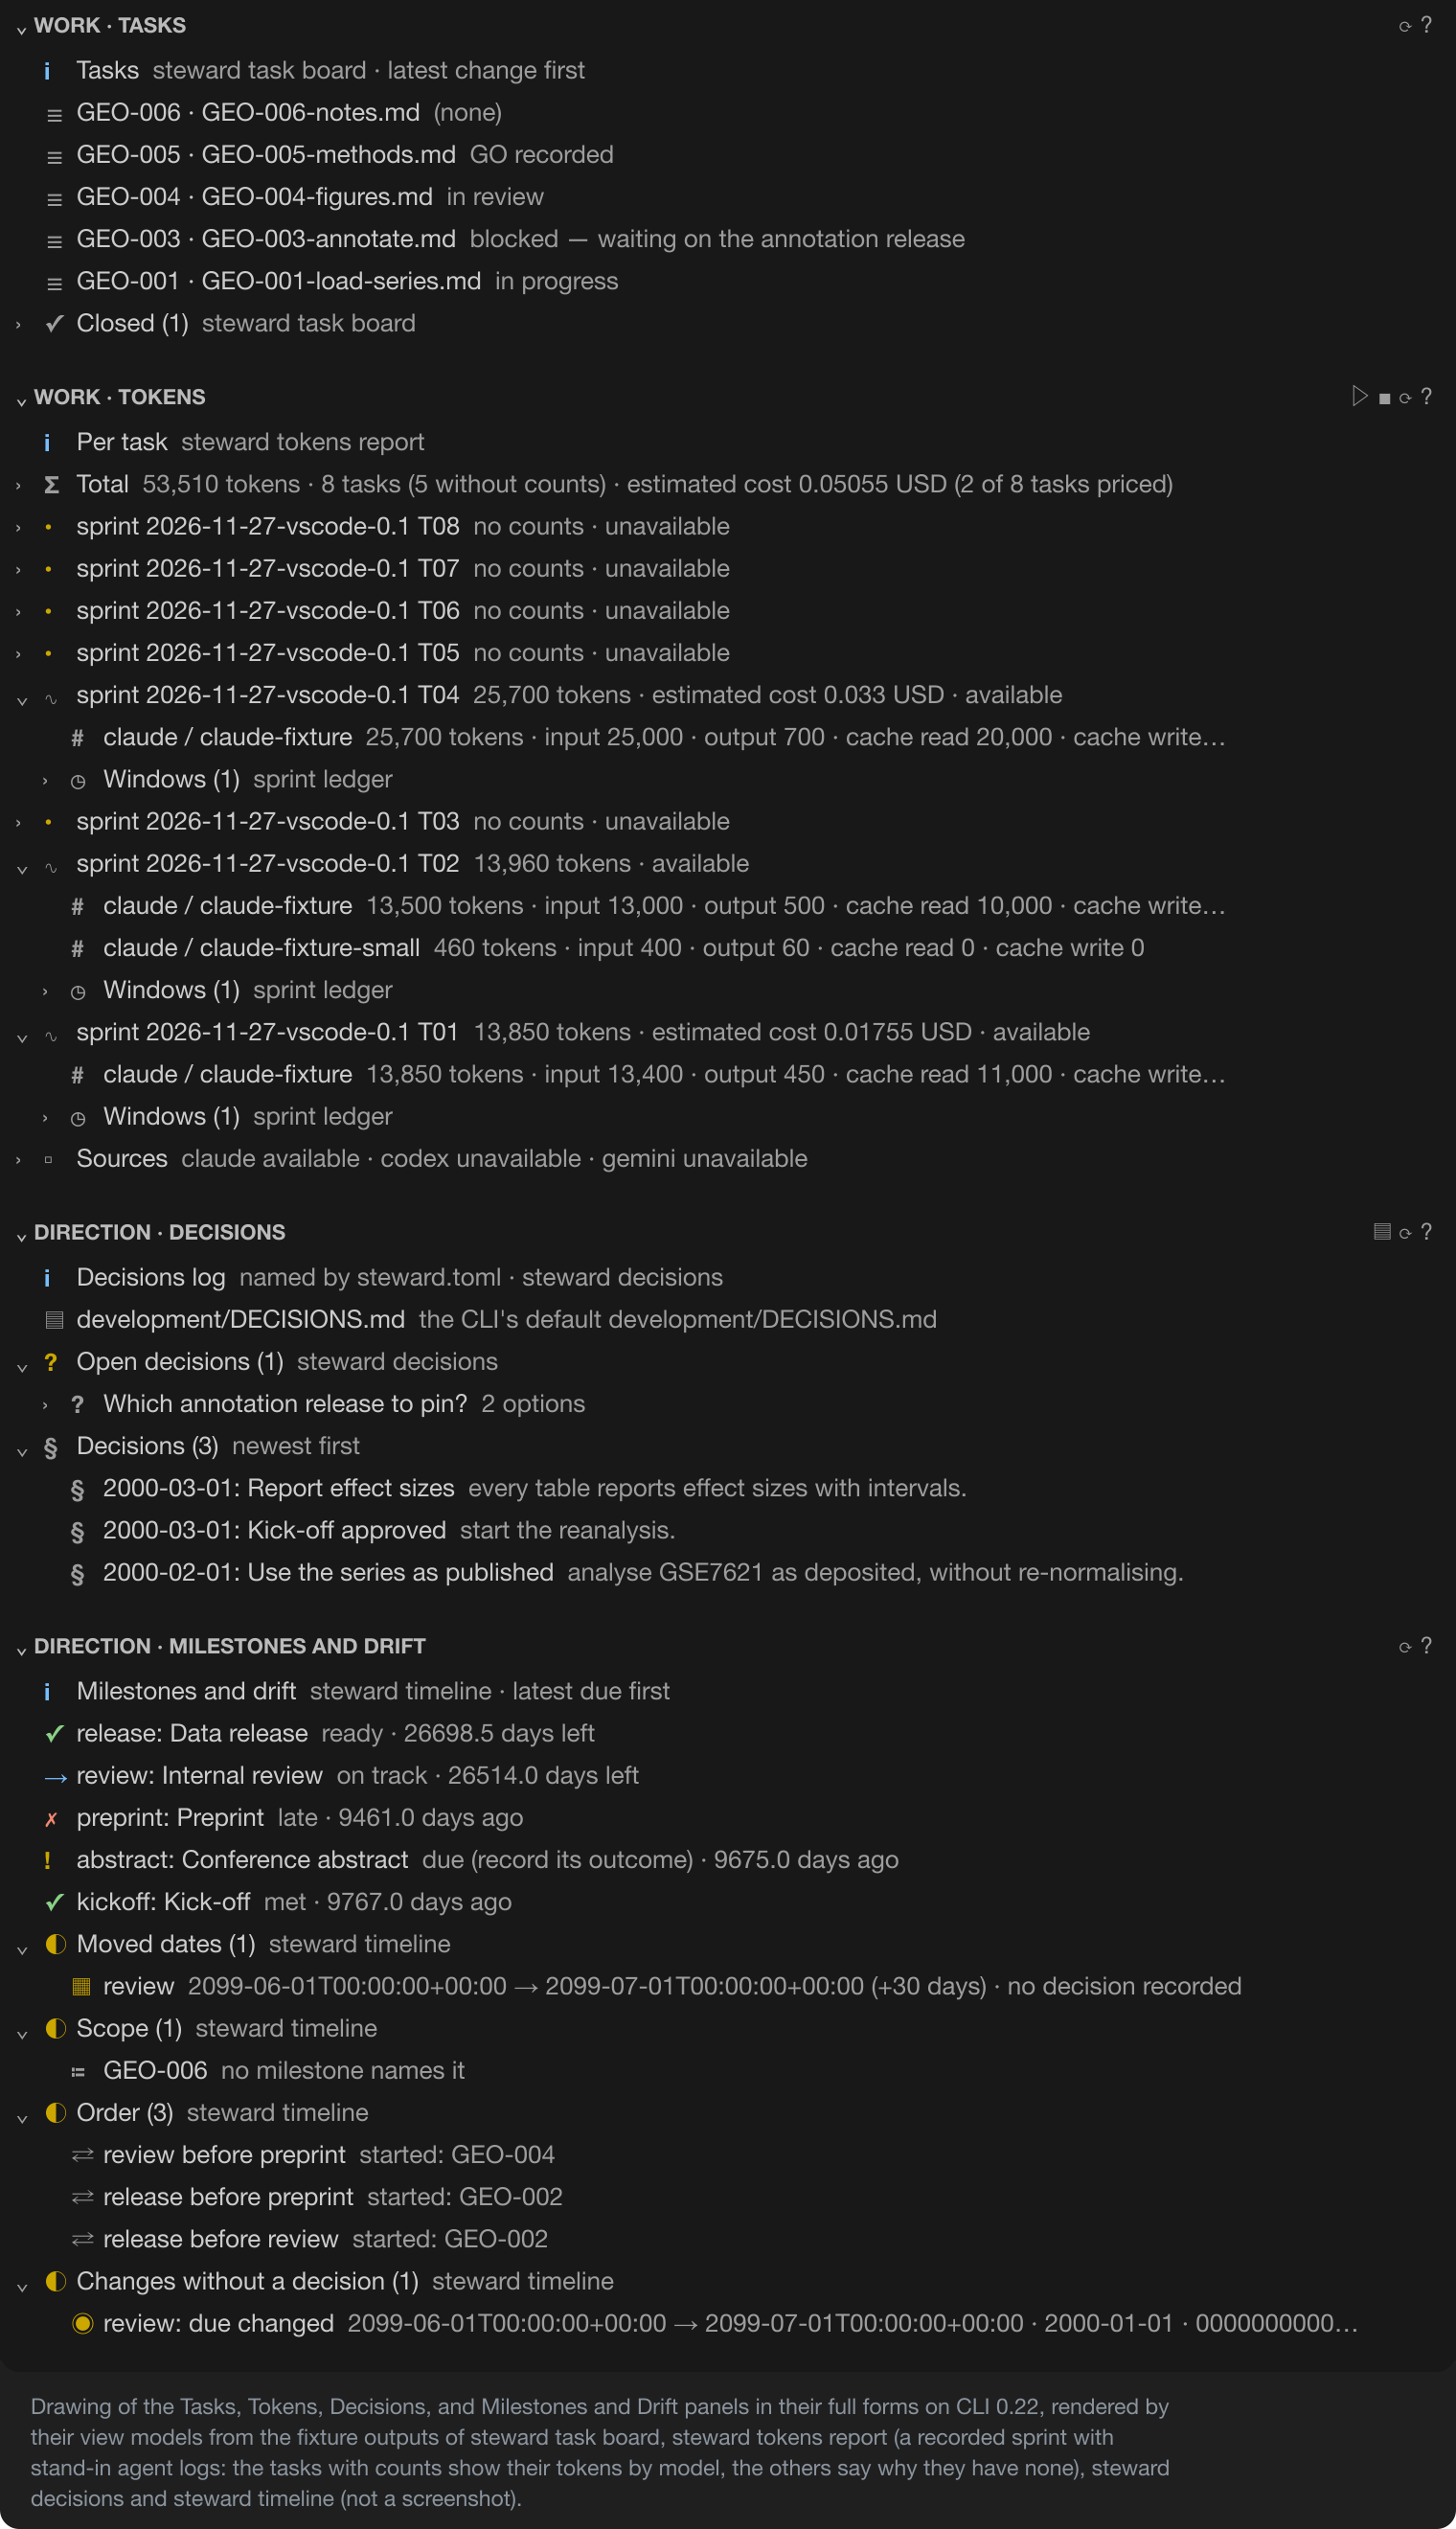 WORK · TASKS ?
i Tasks steward task board · latest change first
GEO-006 · GEO-006-notes.md (none)
GEO-005 · GEO-005-methods.md GO recorded
GEO-004 · GEO-004-figures.md in review
GEO-003 · GEO-003-annotate.md blocked — waiting on the annotation release
GEO-001 · GEO-001-load-series.md in progress
Closed (1) steward task board
WORK · TOKENS ?
i Per task steward tokens report
Σ Total 53,510 tokens · 8 tasks (5 without counts) · estimated cost 0.05055 USD (2 of 8 tasks priced)
sprint 2026-11-27-vscode-0.1 T08 no counts · unavailable
sprint 2026-11-27-vscode-0.1 T07 no counts · unavailable
sprint 2026-11-27-vscode-0.1 T06 no counts · unavailable
sprint 2026-11-27-vscode-0.1 T05 no counts · unavailable
sprint 2026-11-27-vscode-0.1 T04 25,700 tokens · estimated cost 0.033 USD · available
# claude / claude-fixture 25,700 tokens · input 25,000 · output 700 · cache read 20,000 · cache write…
Windows (1) sprint ledger
sprint 2026-11-27-vscode-0.1 T03 no counts · unavailable
sprint 2026-11-27-vscode-0.1 T02 13,960 tokens · available
# claude / claude-fixture 13,500 tokens · input 13,000 · output 500 · cache read 10,000 · cache write…
# claude / claude-fixture-small 460 tokens · input 400 · output 60 · cache read 0 · cache write 0
Windows (1) sprint ledger
sprint 2026-11-27-vscode-0.1 T01 13,850 tokens · estimated cost 0.01755 USD · available
# claude / claude-fixture 13,850 tokens · input 13,400 · output 450 · cache read 11,000 · cache write…
Windows (1) sprint ledger
Sources claude available · codex unavailable · gemini unavailable
DIRECTION · DECISIONS ?
i Decisions log named by steward.toml · steward decisions
development/DECISIONS.md the CLI's default development/DECISIONS.md
? Open decisions (1) steward decisions
? Which annotation release to pin? 2 options
§ Decisions (3) newest first
§ 2000-03-01: Report effect sizes every table reports effect sizes with intervals.
§ 2000-03-01: Kick-off approved start the reanalysis.
§ 2000-02-01: Use the series as published analyse GSE7621 as deposited, without re-normalising.
DIRECTION · MILESTONES AND DRIFT ?
i Milestones and drift steward timeline · latest due first
✓ release: Data release ready · 26698.5 days left
→ review: Internal review on track · 26514.0 days left
✗ preprint: Preprint late · 9461.0 days ago
! abstract: Conference abstract due (record its outcome) · 9675.0 days ago
✓ kickoff: Kick-off met · 9767.0 days ago
Moved dates (1) steward timeline
review 2099-06-01T00:00:00+00:00 → 2099-07-01T00:00:00+00:00 (+30 days) · no decision recorded
Scope (1) steward timeline
GEO-006 no milestone names it
Order (3) steward timeline
review before preprint started: GEO-004
release before preprint started: GEO-002
release before review started: GEO-002
Changes without a decision (1) steward timeline
review: due changed 2099-06-01T00:00:00+00:00 → 2099-07-01T00:00:00+00:00 · 2000-01-01 · 0000000000…
Drawing of the Tasks, Tokens, Decisions, and Milestones and Drift panels in their full forms on CLI 0.22, rendered by
their view models from the fixture outputs of steward task board, steward tokens report (a recorded sprint with
stand-in agent logs: the tasks with counts show their tokens by model, the others say why they have none), steward
decisions and steward timeline (not a screenshot).